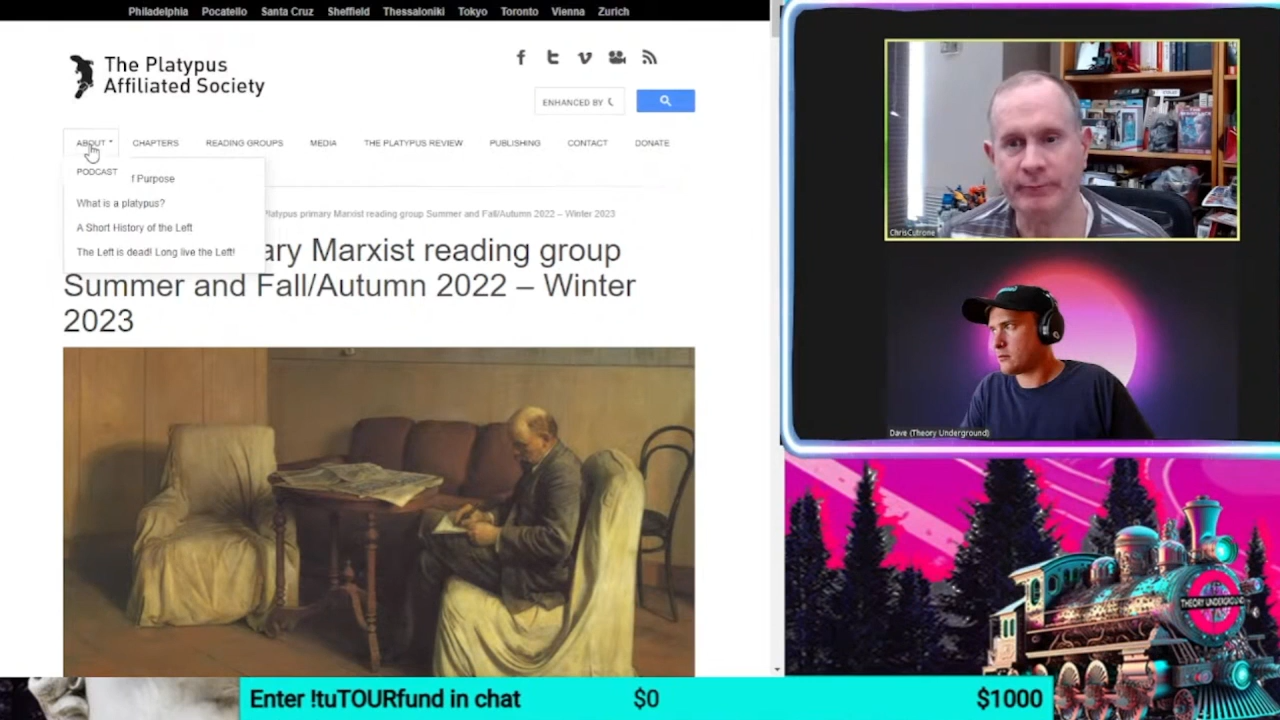 Philadelphia Pocatello Santa Cruz Sheffield Thessaloniki Tokyo Toronto Vienna Zurich
The Platypus
Affiliated Society
ENHANCED BY
ABOUT CHAPTERS READING GROUPS MEDIA THE PLATYPUS REVIEW PUBLISHING CONTACT DONATE
PODCAST
f Purpose
What is a platypus?
A Short History of the Left
The Left is dead! Long live the Left!
Platypus primary Marxist reading group Summer and Fall/Autumn 2022 – Winter 2023
ary Marxist reading group
Summer and Fall/Autumn 2022 – Winter
2023
ChrisCutrone
Dave (Theory Underground)
THEORY UNDERGROUND
Enter !tuTOURfund in chat $0 $1000